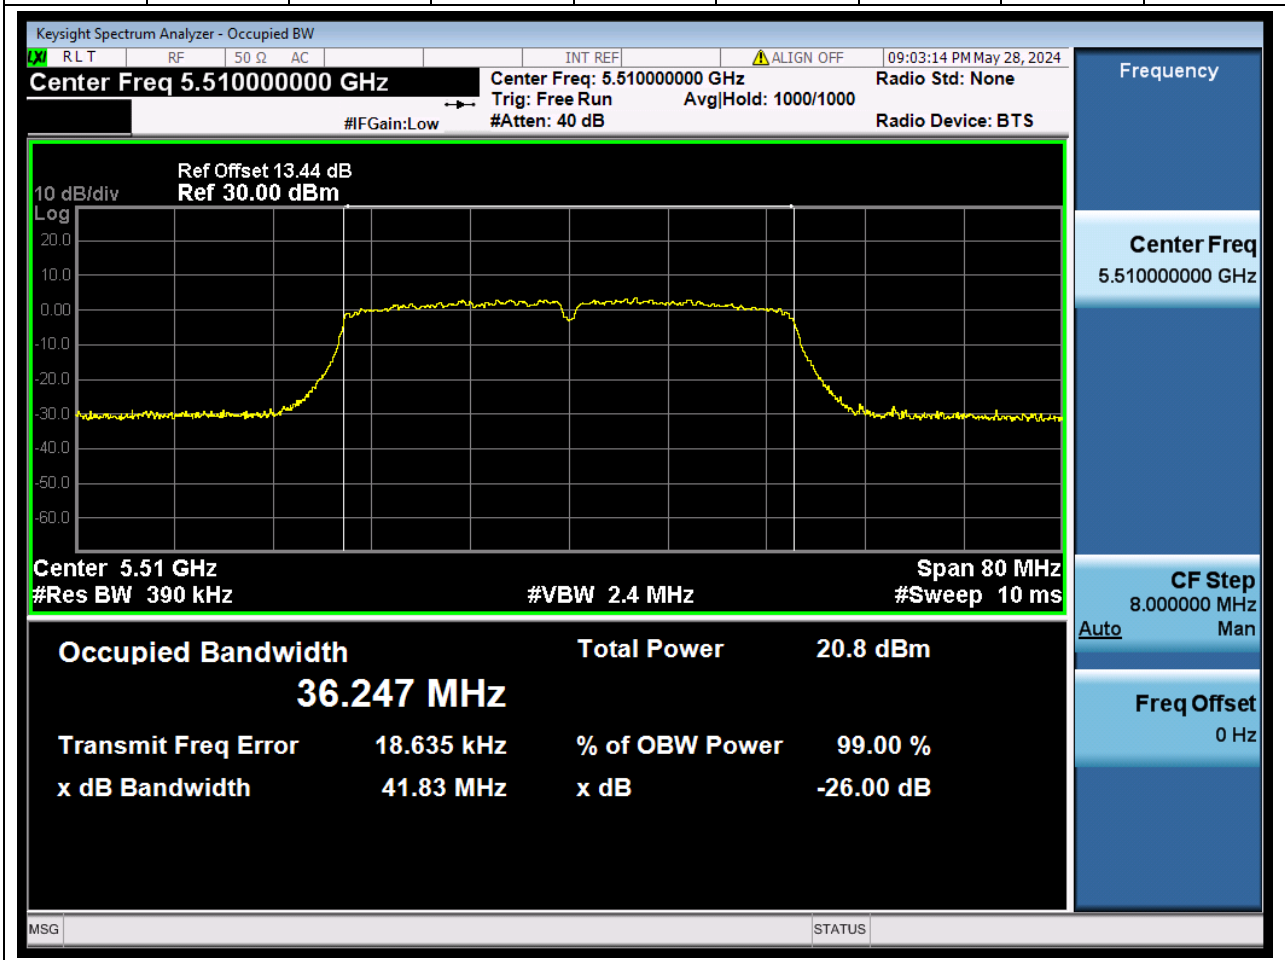 Keysight Spectrum Analyzer - Occupied BW
LXI RLT RF 50 Ω AC INT REF ALIGN OFF 09:03:14 PM May 28, 2024
Center Freq 5.510000000 GHz
Center Freq: 5.510000000 GHz
Radio Std: None
Trig: Free Run
Avg|Hold: 1000/1000
#IFGain:Low
#Atten: 40 dB
Radio Device: BTS
Ref Offset 13.44 dB
10 dB/div
Ref 30.00 dBm
Log
20.0
10.0
0.00
-10.0
-20.0
-30.0
-40.0
-50.0
-60.0
Center 5.51 GHz
Span 80 MHz
#Res BW 390 kHz
#VBW 2.4 MHz
#Sweep 10 ms
Occupied Bandwidth
Total Power 20.8 dBm
36.247 MHz
Transmit Freq Error 18.635 kHz
% of OBW Power 99.00 %
x dB Bandwidth 41.83 MHz
x dB -26.00 dB
MSG
STATUS
Frequency
Center Freq
5.510000000 GHz
CF Step
8.000000 MHz
Auto Man
Freq Offset
0 Hz